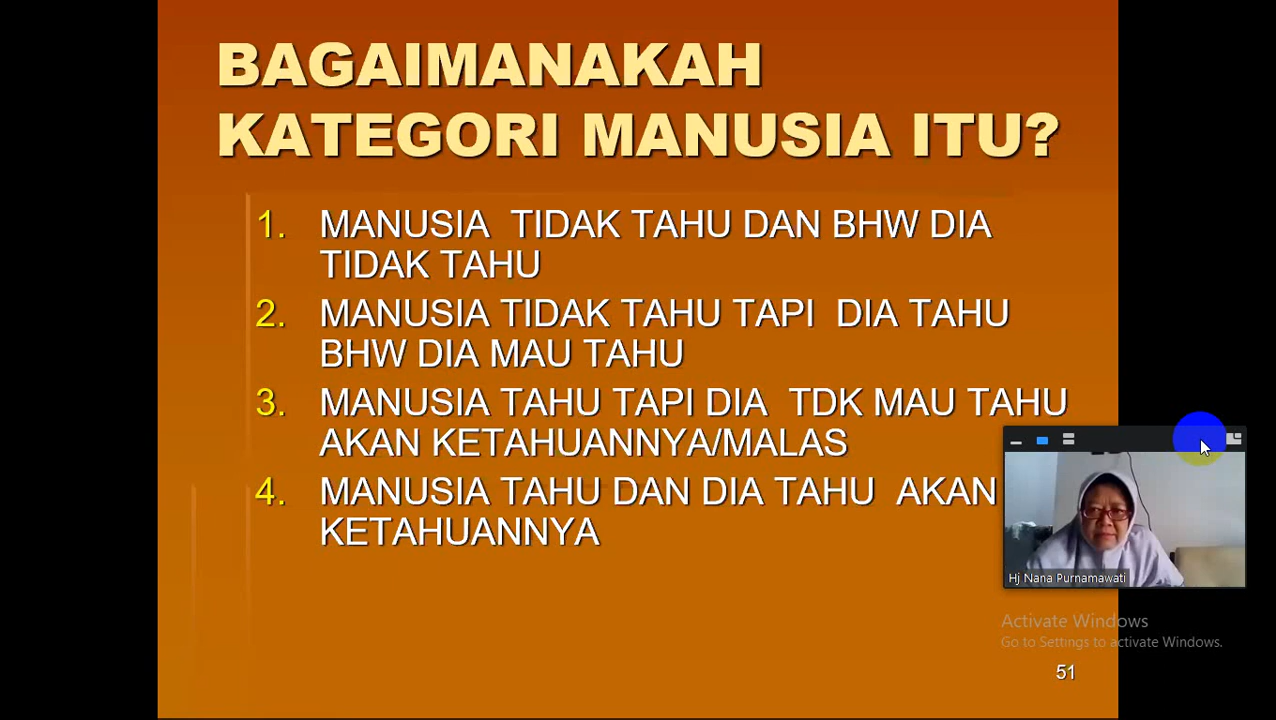 BAGAIMANAKAH
KATEGORI MANUSIA ITU?
1. MANUSIA TIDAK TAHU DAN BHW DIA
TIDAK TAHU
2. MANUSIA TIDAK TAHU TAPI DIA TAHU
BHW DIA MAU TAHU
3. MANUSIA TAHU TAPI DIA TDK MAU TAHU
AKAN KETAHUANNYA/MALAS
4. MANUSIA TAHU DAN DIA TAHU AKAN
KETAHUANNYA
Hj Nana Purnamawati
Activate Windows
Go to Settings to activate Windows.
51